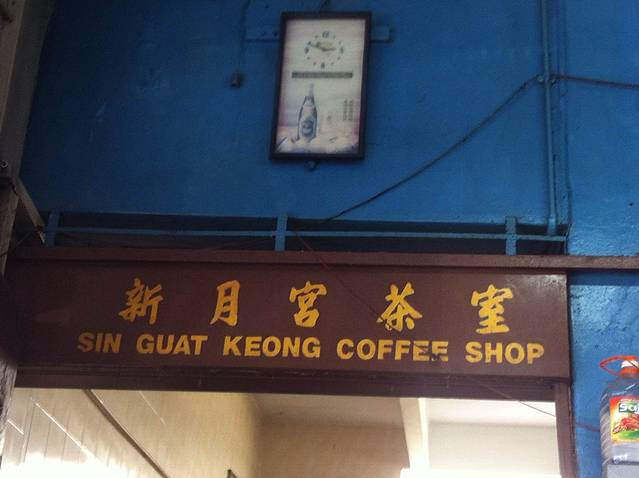 新月宮茶室
SIN GUAT KEONG COFFEE SHOP